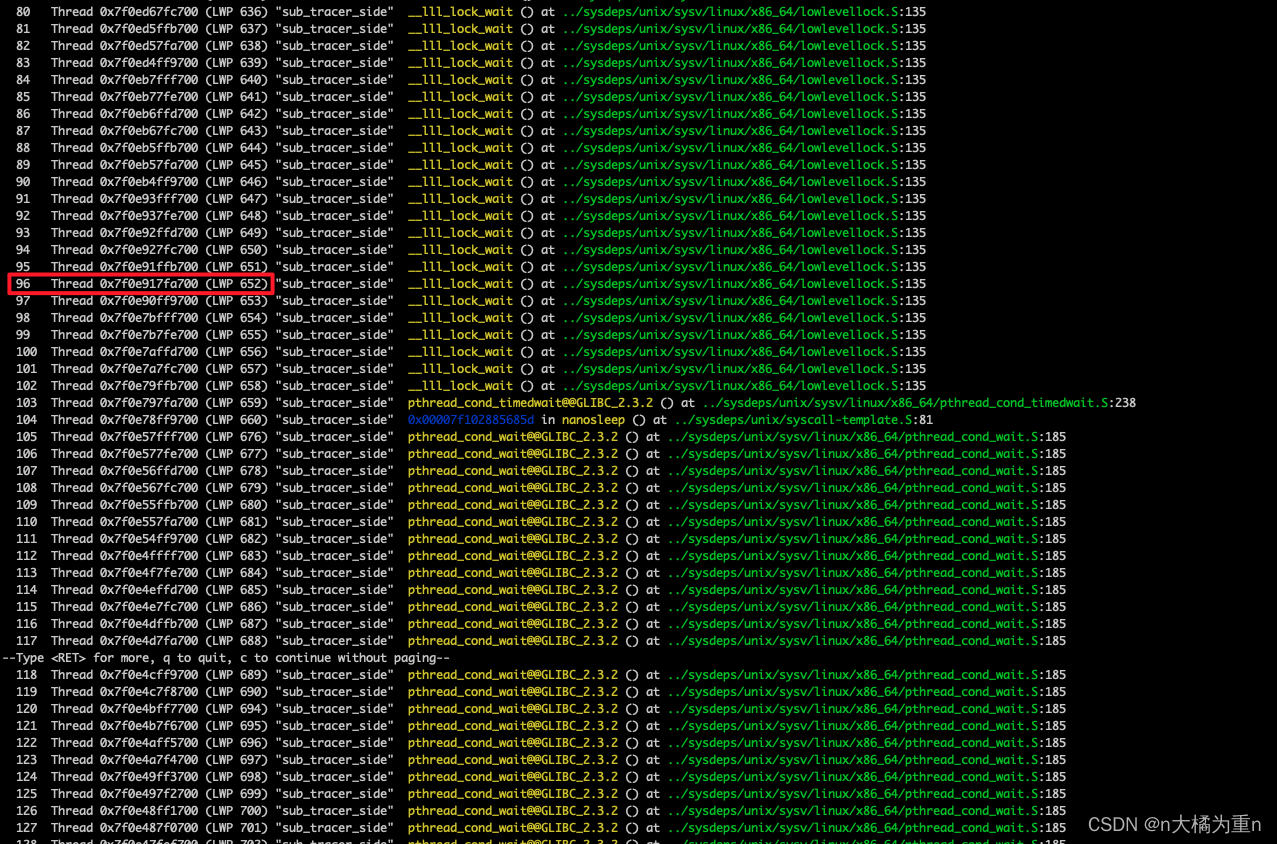 80 Thread 0x7f0ed67fc700 (LWP 636) "sub_tracer_side" __lll_lock_wait () at ../sysdeps/unix/sysv/linux/x86_64/lowlevellock.S:135
81 Thread 0x7f0ed5ffb700 (LWP 637) "sub_tracer_side" __lll_lock_wait () at ../sysdeps/unix/sysv/linux/x86_64/lowlevellock.S:135
82 Thread 0x7f0ed57fa700 (LWP 638) "sub_tracer_side" __lll_lock_wait () at ../sysdeps/unix/sysv/linux/x86_64/lowlevellock.S:135
83 Thread 0x7f0ed4ff9700 (LWP 639) "sub_tracer_side" __lll_lock_wait () at ../sysdeps/unix/sysv/linux/x86_64/lowlevellock.S:135
84 Thread 0x7f0eb7fff700 (LWP 640) "sub_tracer_side" __lll_lock_wait () at ../sysdeps/unix/sysv/linux/x86_64/lowlevellock.S:135
85 Thread 0x7f0eb77fe700 (LWP 641) "sub_tracer_side" __lll_lock_wait () at ../sysdeps/unix/sysv/linux/x86_64/lowlevellock.S:135
86 Thread 0x7f0eb6ffd700 (LWP 642) "sub_tracer_side" __lll_lock_wait () at ../sysdeps/unix/sysv/linux/x86_64/lowlevellock.S:135
87 Thread 0x7f0eb67fc700 (LWP 643) "sub_tracer_side" __lll_lock_wait () at ../sysdeps/unix/sysv/linux/x86_64/lowlevellock.S:135
88 Thread 0x7f0eb5ffb700 (LWP 644) "sub_tracer_side" __lll_lock_wait () at ../sysdeps/unix/sysv/linux/x86_64/lowlevellock.S:135
89 Thread 0x7f0eb57fa700 (LWP 645) "sub_tracer_side" __lll_lock_wait () at ../sysdeps/unix/sysv/linux/x86_64/lowlevellock.S:135
90 Thread 0x7f0eb4ff9700 (LWP 646) "sub_tracer_side" __lll_lock_wait () at ../sysdeps/unix/sysv/linux/x86_64/lowlevellock.S:135
91 Thread 0x7f0e93fff700 (LWP 647) "sub_tracer_side" __lll_lock_wait () at ../sysdeps/unix/sysv/linux/x86_64/lowlevellock.S:135
92 Thread 0x7f0e937fe700 (LWP 648) "sub_tracer_side" __lll_lock_wait () at ../sysdeps/unix/sysv/linux/x86_64/lowlevellock.S:135
93 Thread 0x7f0e92ffd700 (LWP 649) "sub_tracer_side" __lll_lock_wait () at ../sysdeps/unix/sysv/linux/x86_64/lowlevellock.S:135
94 Thread 0x7f0e927fc700 (LWP 650) "sub_tracer_side" __lll_lock_wait () at ../sysdeps/unix/sysv/linux/x86_64/lowlevellock.S:135
95 Thread 0x7f0e91ffb700 (LWP 651) "sub_tracer_side" __lll_lock_wait () at ../sysdeps/unix/sysv/linux/x86_64/lowlevellock.S:135
96 Thread 0x7f0e917fa700 (LWP 652) "sub_tracer_side" __lll_lock_wait () at ../sysdeps/unix/sysv/linux/x86_64/lowlevellock.S:135
97 Thread 0x7f0e90ff9700 (LWP 653) "sub_tracer_side" __lll_lock_wait () at ../sysdeps/unix/sysv/linux/x86_64/lowlevellock.S:135
98 Thread 0x7f0e7bfff700 (LWP 654) "sub_tracer_side" __lll_lock_wait () at ../sysdeps/unix/sysv/linux/x86_64/lowlevellock.S:135
99 Thread 0x7f0e7b7fe700 (LWP 655) "sub_tracer_side" __lll_lock_wait () at ../sysdeps/unix/sysv/linux/x86_64/lowlevellock.S:135
100 Thread 0x7f0e7affd700 (LWP 656) "sub_tracer_side" __lll_lock_wait () at ../sysdeps/unix/sysv/linux/x86_64/lowlevellock.S:135
101 Thread 0x7f0e7a7fc700 (LWP 657) "sub_tracer_side" __lll_lock_wait () at ../sysdeps/unix/sysv/linux/x86_64/lowlevellock.S:135
102 Thread 0x7f0e79ffb700 (LWP 658) "sub_tracer_side" __lll_lock_wait () at ../sysdeps/unix/sysv/linux/x86_64/lowlevellock.S:135
103 Thread 0x7f0e797fa700 (LWP 659) "sub_tracer_side" pthread_cond_timedwait@@GLIBC_2.3.2 () at ../sysdeps/unix/sysv/linux/x86_64/pthread_cond_timedwait.S:238
104 Thread 0x7f0e78ff9700 (LWP 660) "sub_tracer_side" 0x00007f102885685d in nanosleep () at ../sysdeps/unix/syscall-template.S:81
105 Thread 0x7f0e57fff700 (LWP 676) "sub_tracer_side" pthread_cond_wait@@GLIBC_2.3.2 () at ../sysdeps/unix/sysv/linux/x86_64/pthread_cond_wait.S:185
106 Thread 0x7f0e577fe700 (LWP 677) "sub_tracer_side" pthread_cond_wait@@GLIBC_2.3.2 () at ../sysdeps/unix/sysv/linux/x86_64/pthread_cond_wait.S:185
107 Thread 0x7f0e56ffd700 (LWP 678) "sub_tracer_side" pthread_cond_wait@@GLIBC_2.3.2 () at ../sysdeps/unix/sysv/linux/x86_64/pthread_cond_wait.S:185
108 Thread 0x7f0e567fc700 (LWP 679) "sub_tracer_side" pthread_cond_wait@@GLIBC_2.3.2 () at ../sysdeps/unix/sysv/linux/x86_64/pthread_cond_wait.S:185
109 Thread 0x7f0e55ffb700 (LWP 680) "sub_tracer_side" pthread_cond_wait@@GLIBC_2.3.2 () at ../sysdeps/unix/sysv/linux/x86_64/pthread_cond_wait.S:185
110 Thread 0x7f0e557fa700 (LWP 681) "sub_tracer_side" pthread_cond_wait@@GLIBC_2.3.2 () at ../sysdeps/unix/sysv/linux/x86_64/pthread_cond_wait.S:185
111 Thread 0x7f0e54ff9700 (LWP 682) "sub_tracer_side" pthread_cond_wait@@GLIBC_2.3.2 () at ../sysdeps/unix/sysv/linux/x86_64/pthread_cond_wait.S:185
112 Thread 0x7f0e4ffff700 (LWP 683) "sub_tracer_side" pthread_cond_wait@@GLIBC_2.3.2 () at ../sysdeps/unix/sysv/linux/x86_64/pthread_cond_wait.S:185
113 Thread 0x7f0e4f7fe700 (LWP 684) "sub_tracer_side" pthread_cond_wait@@GLIBC_2.3.2 () at ../sysdeps/unix/sysv/linux/x86_64/pthread_cond_wait.S:185
114 Thread 0x7f0e4effd700 (LWP 685) "sub_tracer_side" pthread_cond_wait@@GLIBC_2.3.2 () at ../sysdeps/unix/sysv/linux/x86_64/pthread_cond_wait.S:185
115 Thread 0x7f0e4e7fc700 (LWP 686) "sub_tracer_side" pthread_cond_wait@@GLIBC_2.3.2 () at ../sysdeps/unix/sysv/linux/x86_64/pthread_cond_wait.S:185
116 Thread 0x7f0e4dffb700 (LWP 687) "sub_tracer_side" pthread_cond_wait@@GLIBC_2.3.2 () at ../sysdeps/unix/sysv/linux/x86_64/pthread_cond_wait.S:185
117 Thread 0x7f0e4d7fa700 (LWP 688) "sub_tracer_side" pthread_cond_wait@@GLIBC_2.3.2 () at ../sysdeps/unix/sysv/linux/x86_64/pthread_cond_wait.S:185
--Type <RET> for more, q to quit, c to continue without paging--
118 Thread 0x7f0e4cff9700 (LWP 689) "sub_tracer_side" pthread_cond_wait@@GLIBC_2.3.2 () at ../sysdeps/unix/sysv/linux/x86_64/pthread_cond_wait.S:185
119 Thread 0x7f0e4c7f8700 (LWP 690) "sub_tracer_side" pthread_cond_wait@@GLIBC_2.3.2 () at ../sysdeps/unix/sysv/linux/x86_64/pthread_cond_wait.S:185
120 Thread 0x7f0e4bff7700 (LWP 694) "sub_tracer_side" pthread_cond_wait@@GLIBC_2.3.2 () at ../sysdeps/unix/sysv/linux/x86_64/pthread_cond_wait.S:185
121 Thread 0x7f0e4b7f6700 (LWP 695) "sub_tracer_side" pthread_cond_wait@@GLIBC_2.3.2 () at ../sysdeps/unix/sysv/linux/x86_64/pthread_cond_wait.S:185
122 Thread 0x7f0e4aff5700 (LWP 696) "sub_tracer_side" pthread_cond_wait@@GLIBC_2.3.2 () at ../sysdeps/unix/sysv/linux/x86_64/pthread_cond_wait.S:185
123 Thread 0x7f0e4a7f4700 (LWP 697) "sub_tracer_side" pthread_cond_wait@@GLIBC_2.3.2 () at ../sysdeps/unix/sysv/linux/x86_64/pthread_cond_wait.S:185
124 Thread 0x7f0e49ff3700 (LWP 698) "sub_tracer_side" pthread_cond_wait@@GLIBC_2.3.2 () at ../sysdeps/unix/sysv/linux/x86_64/pthread_cond_wait.S:185
125 Thread 0x7f0e497f2700 (LWP 699) "sub_tracer_side" pthread_cond_wait@@GLIBC_2.3.2 () at ../sysdeps/unix/sysv/linux/x86_64/pthread_cond_wait.S:185
126 Thread 0x7f0e48ff1700 (LWP 700) "sub_tracer_side" pthread_cond_wait@@GLIBC_2.3.2 () at ../sysdeps/unix/sysv/linux/x86_64/pthread_cond_wait.S:185
127 Thread 0x7f0e487f0700 (LWP 701) "sub_tracer_side" pthread_cond_wait@@GLIBC_2.3.2 () at ../sysdeps/unix/sysv/linux/x86_64/pthread_cond_wait.S:185
CSDN @n大橘为重n